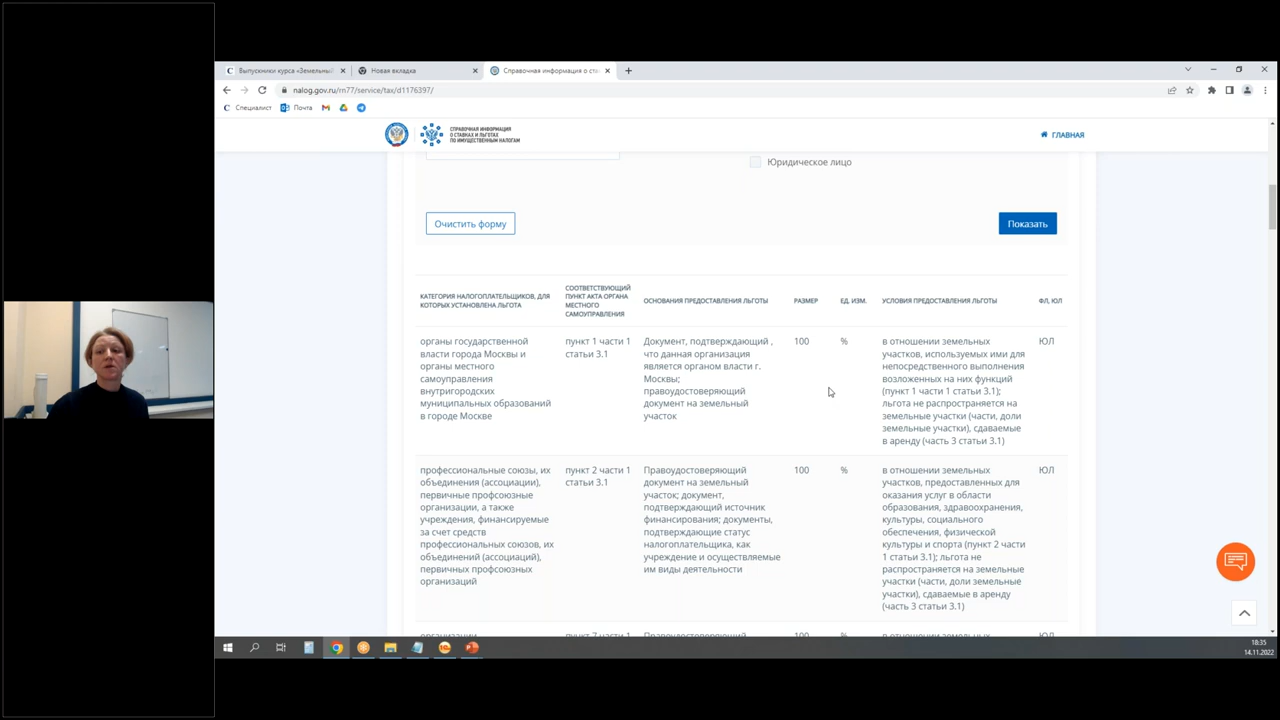 Выпускники курса «Земельный
Новая вкладка
Справочная информация о ста
nalog.gov.ru/rn77/service/tax/d1176397/
Специалист
Почта
СПРАВОЧНАЯ ИНФОРМАЦИЯ
О СТАВКАХ И ЛЬГОТАХ
ПО ИМУЩЕСТВЕННЫМ НАЛОГАМ
ГЛАВНАЯ
Юридическое лицо
Очистить форму
Показать
КАТЕГОРИЯ НАЛОГОПЛАТЕЛЬЩИКОВ, ДЛЯ
КОТОРЫХ УСТАНОВЛЕНА ЛЬГОТА
СООТВЕТСТВУЮЩИЙ
ПУНКТ АКТА ОРГАНА
МЕСТНОГО
САМОУПРАВЛЕНИЯ
ОСНОВАНИЯ ПРЕДОСТАВЛЕНИЯ ЛЬГОТЫ
РАЗМЕР
ЕД. ИЗМ.
УСЛОВИЯ ПРЕДОСТАВЛЕНИЯ ЛЬГОТЫ
ФЛ, ЮЛ
органы государственной
власти города Москвы и
органы местного
самоуправления
внутригородских
муниципальных образований
в городе Москве
пункт 1 части 1
статьи 3.1
Документ, подтверждающий ,
что данная организация
является органом власти г.
Москвы;
правоудостоверяющий
документ на земельный
участок
100
%
в отношении земельных
участков, используемых ими для
непосредственного выполнения
возложенных на них функций
(пункт 1 части 1 статьи 3.1);
льгота не распространяется на
земельные участки (части, доли
земельные участки), сдаваемые
в аренду (часть 3 статьи 3.1)
ЮЛ
профессиональные союзы, их
объединения (ассоциации),
первичные профсоюзные
организации, а также
учреждения, финансируемые
за счет средств
профессиональных союзов, их
объединений (ассоциаций),
первичных профсоюзных
организаций
пункт 2 части 1
статьи 3.1
Правоудостоверяющий
документ на земельный
участок; документ,
подтверждающий источник
финансирования; документы,
подтверждающие статус
налогоплательщика, как
учреждение и осуществляемые
им виды деятельности
100
%
в отношении земельных
участков, предоставленных для
оказания услуг в области
образования, здравоохранения,
культуры, социального
обеспечения, физической
культуры и спорта (пункт 2 части
1 статьи 3.1); льгота не
распространяется на земельные
участки (части, доли земельные
участки), сдаваемые в аренду
(часть 3 статьи 3.1)
ЮЛ
организации
пункт 7 части 1
Правоудостоверяющий
100
%
в отношении земельных
ЮЛ
18:35
14.11.2022